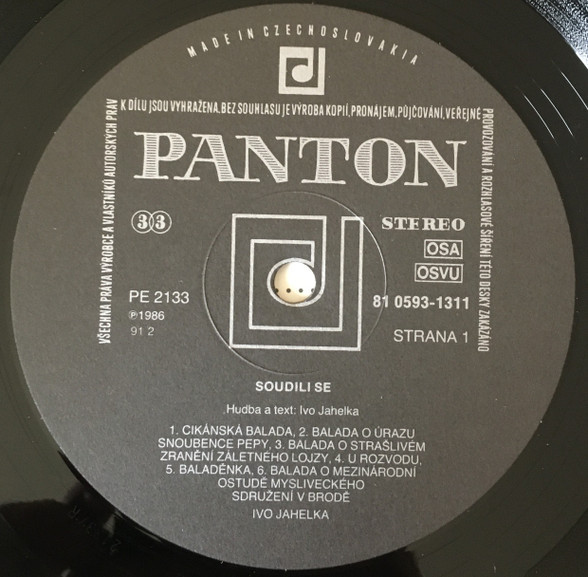 MADE IN CZECHOSLOVAKIA
VŠECHNA PRÁVA VÝROBCE A VLASTNÍKŮ AUTORSKÝCH PRÁV
K DÍLU JSOU VYHRAŽENA. BEZ SOUHLASU JE VÝROBA KOPIÍ, PRONÁJEM, PŮJČOVÁNÍ, VEŘEJNÉ
PROVOZOVÁNÍ A ROZHLASOVÉ ŠÍŘENÍ TÉTO DESKY ZAKÁZÁNO
PANTON
33
STEREO
OSA
OSVU
PE 2133
℗1986
91 2
81 0593-1311
STRANA 1
SOUDILI SE
Hudba a text: Ivo Jahelka
1. CIKÁNSKÁ BALADA, 2. BALADA O ÚRAZU
SNOUBENCE PEPY, 3. BALADA O STRAŠLIVÉM
ZRANĚNÍ ZÁLETNÉHO LOJZY, 4. U ROZVODU,
5. BALADĚNKA, 6. BALADA O MEZINÁRODNÍ
OSTUDĚ MYSLIVECKÉHO
SDRUŽENÍ V BRODĚ
IVO JAHELKA